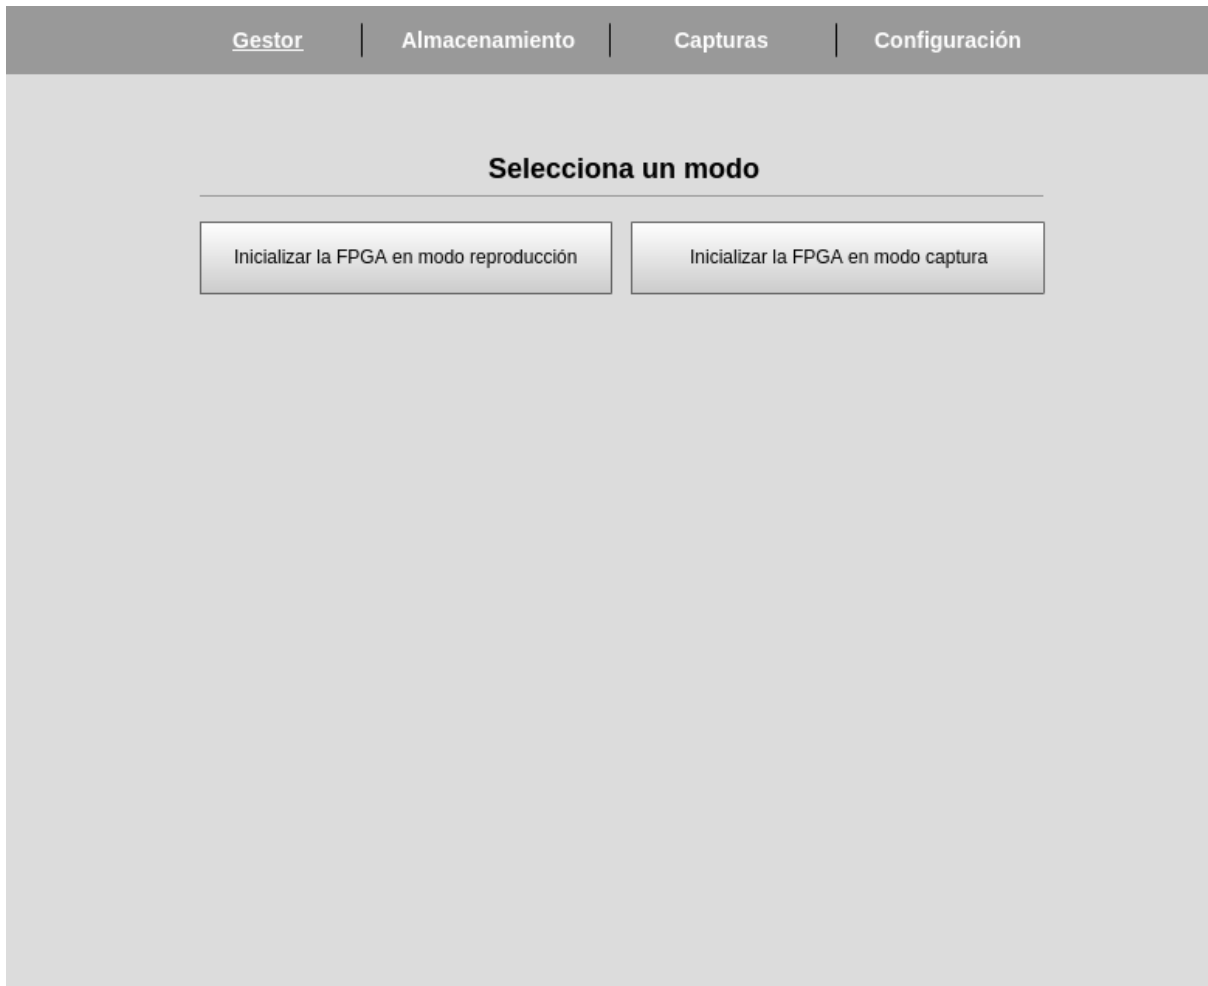 Gestor Almacenamiento Capturas Configuración
Selecciona un modo
Inicializar la FPGA en modo reproducción Inicializar la FPGA en modo captura